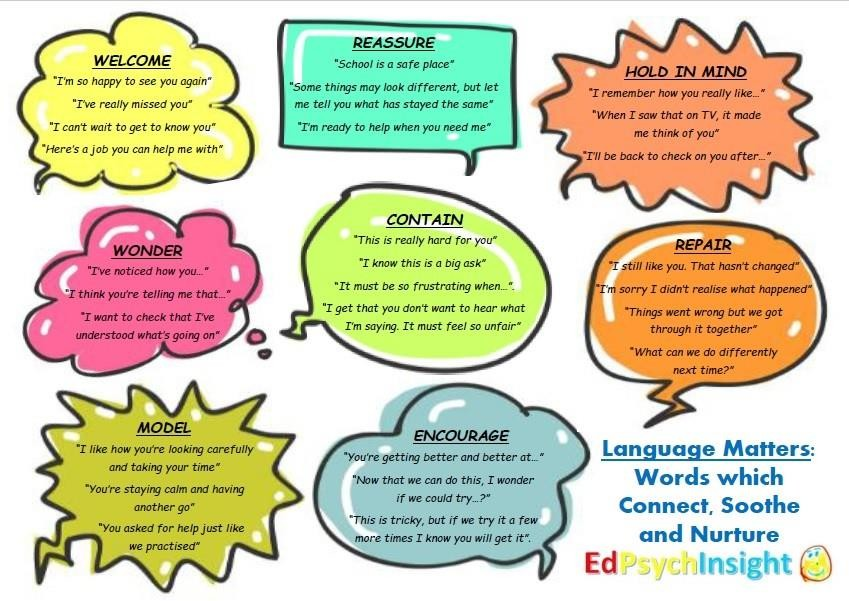 WELCOME
"I'm so happy to see you again"
"I've really missed you"
"I can't wait to get to know you"
"Here's a job you can help me with"
REASSURE
"School is a safe place"
"Some things may look different, but let
me tell you what has stayed the same"
"I'm ready to help when you need me"
HOLD IN MIND
"I remember how you really like…"
"When I saw that on TV, it made
me think of you"
"I'll be back to check on you after…"
WONDER
"I've noticed how you…"
"I think you're telling me that…"
"I want to check that I've
understood what's going on"
CONTAIN
"This is really hard for you"
"I know this is a big ask"
"It must be so frustrating when…".
"I get that you don't want to hear what
I'm saying. It must feel so unfair"
REPAIR
"I still like you. That hasn't changed"
"I'm sorry I didn't realise what happened"
"Things went wrong but we got
through it together"
"What can we do differently
next time?"
MODEL
"I like how you're looking carefully
and taking your time"
"You're staying calm and having
another go"
"You asked for help just like
we practised"
ENCOURAGE
"You're getting better and better at…"
"Now that we can do this, I wonder
if we could try…?"
"This is tricky, but if we try it a few
more times I know you will get it".
Language Matters:
Words which
Connect, Soothe
and Nurture
EdPsychInsight